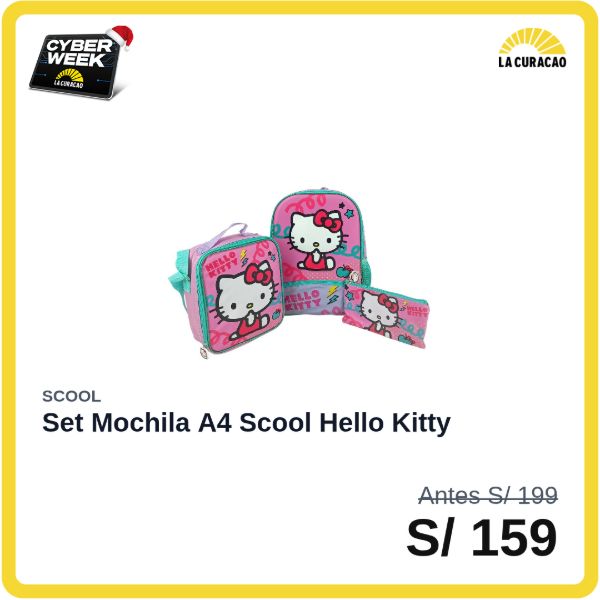 CYBER
WEEK
LA CURACAO
LA CURACAO
HELLO
KITTY
HELLO
KITTY
SCOOL
Set Mochila A4 Scool Hello Kitty
Antes S/ 199
S/ 159